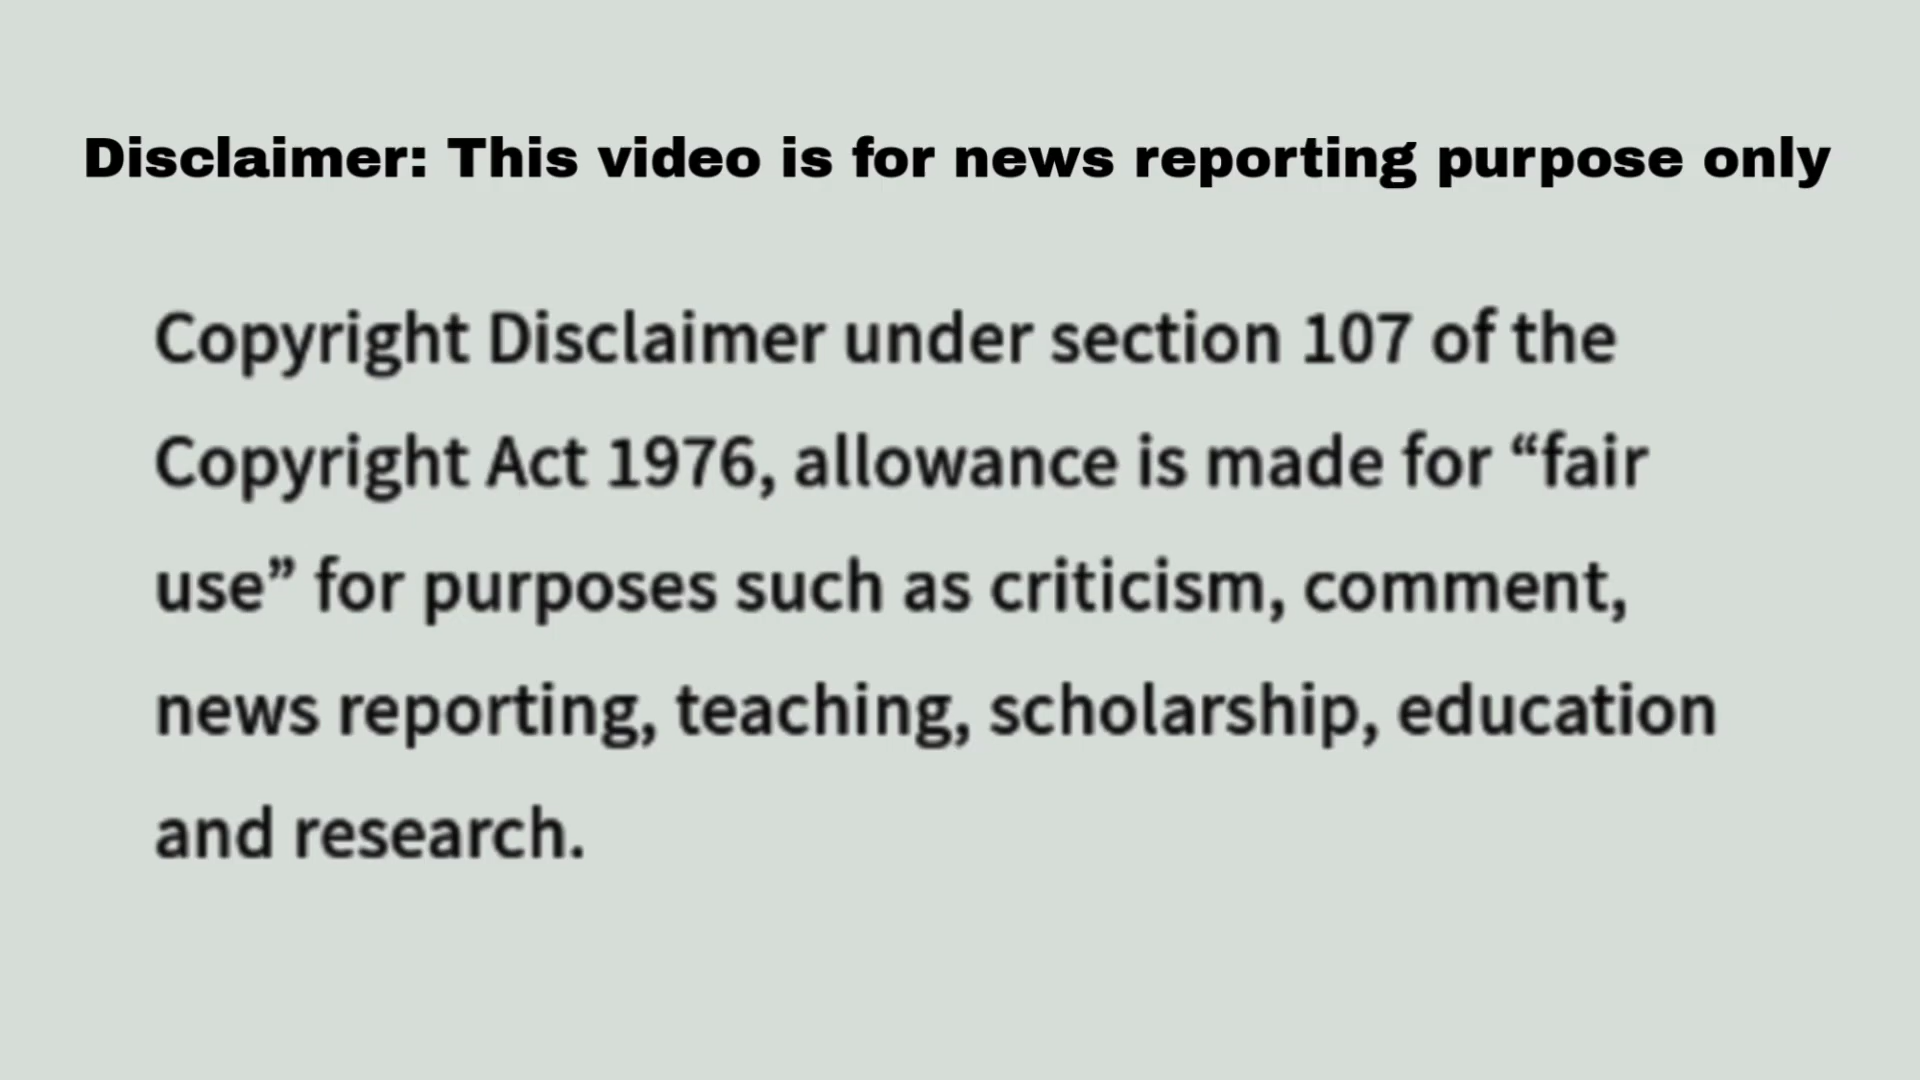 Disclaimer: This video is for news reporting purpose only
Copyright Disclaimer under section 107 of the
Copyright Act 1976, allowance is made for “fair
use” for purposes such as criticism, comment,
news reporting, teaching, scholarship, education
and research.